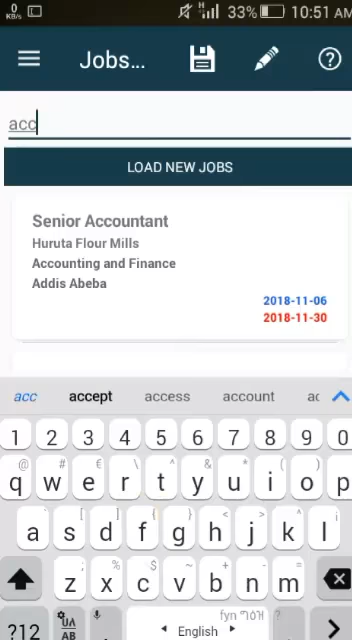 0
KB/s
H
33%
10:51 AM
Jobs...
acc
LOAD NEW JOBS
Senior Accountant
Huruta Flour Mills
Accounting and Finance
Addis Abeba
2018-11-06
2018-11-30
acc accept access account ac
1 2 3 4 5 6 7 8 9 0
@ # € \ ^ & * ( )
q w e r t y u i o p
[ ] { } < > ; |
a s d f g h j k l
% $ ~ + -
z x c v b n m
?12
English